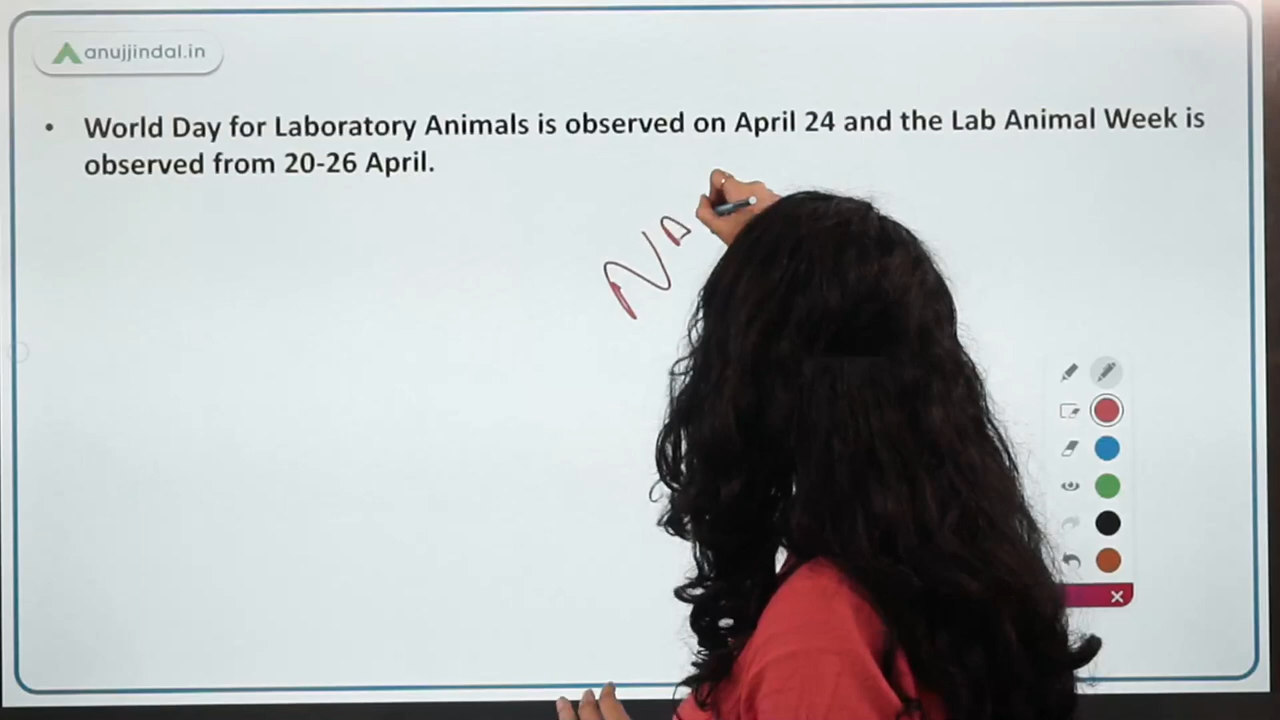 anujjindal.in
• World Day for Laboratory Animals is observed on April 24 and the Lab Animal Week is
observed from 20-26 April.
No